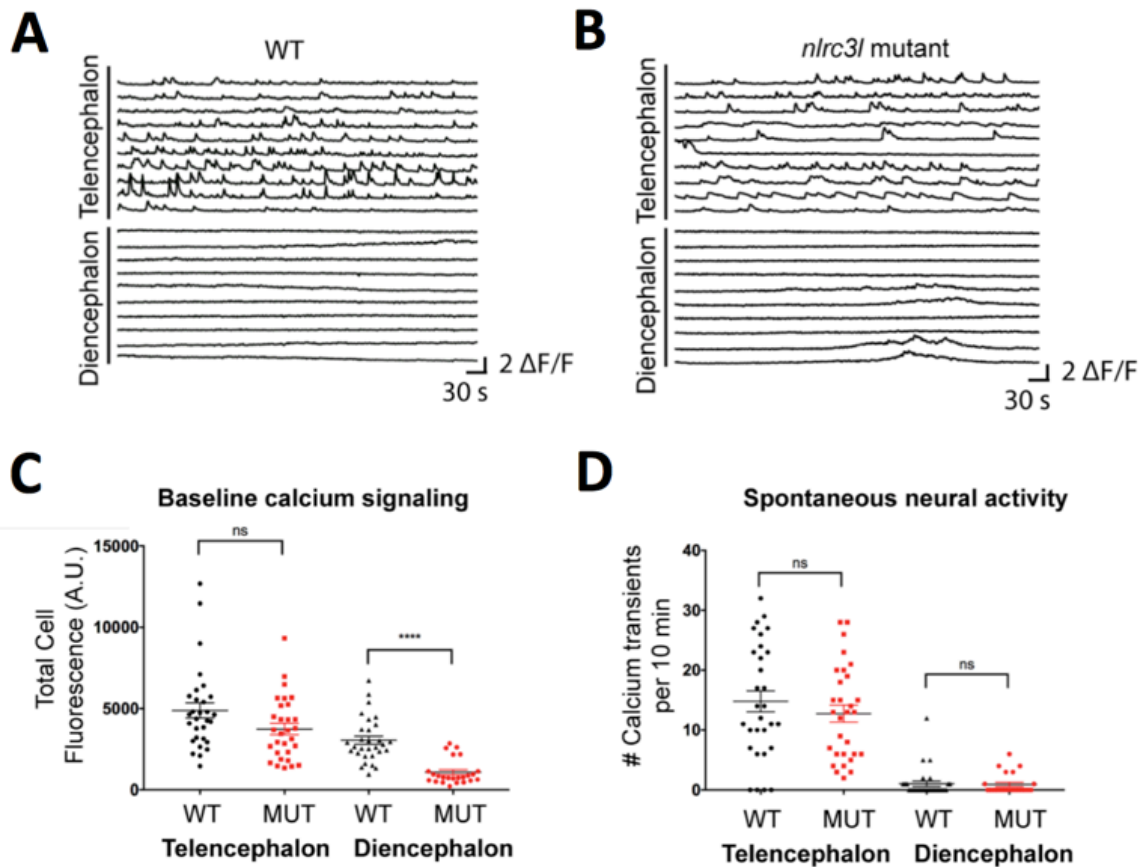 A
WT
Telencephalon
Diencephalon
2 ΔF/F
30 s
B
nlrc3l mutant
Telencephalon
Diencephalon
2 ΔF/F
30 s
C
Baseline calcium signaling
Total Cell
Fluorescence (A.U.)
15000
10000
5000
0
ns
****
WT MUT WT MUT
Telencephalon Diencephalon
D
Spontaneous neural activity
# Calcium transients
per 10 min
40
30
20
10
0
ns
ns
WT MUT WT MUT
Telencephalon Diencephalon